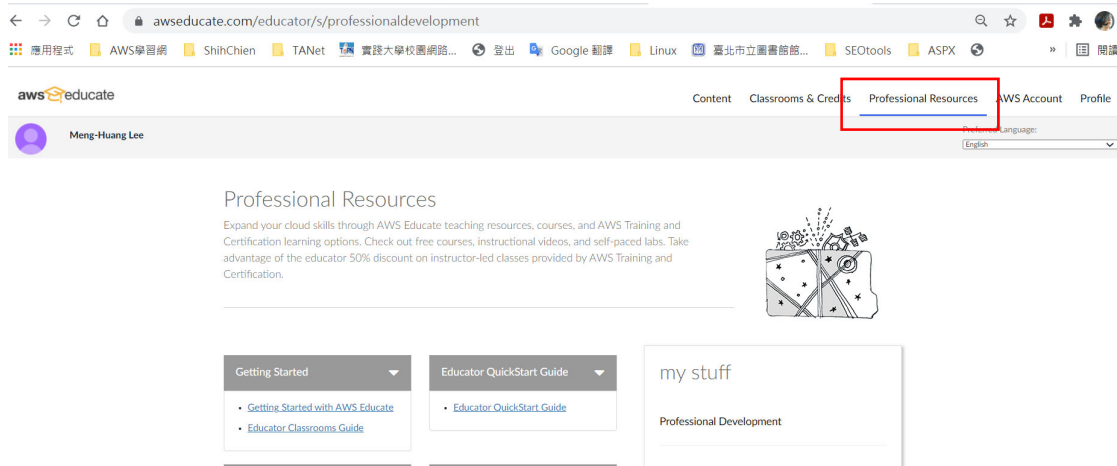 awseducate.com/educator/s/professionaldevelopment
應用程式 AWS學習網 ShihChien TANet 實踐大學校園網路... 登出 Google 翻譯 Linux 臺北市立圖書館館... SEOtools ASPX » 閱讀
aws educate
Content Classrooms & Credits Professional Resources AWS Account Profile
Meng-Huang Lee
Preferred Language:
English
Professional Resources
Expand your cloud skills through AWS Educate teaching resources, courses, and AWS Training and
Certification learning options. Check out free courses, instructional videos, and self-paced labs. Take
advantage of the educator 50% discount on instructor-led classes provided by AWS Training and
Certification.
Getting Started
• Getting Started with AWS Educate
• Educator Classrooms Guide
Educator QuickStart Guide
• Educator QuickStart Guide
my stuff
Professional Development